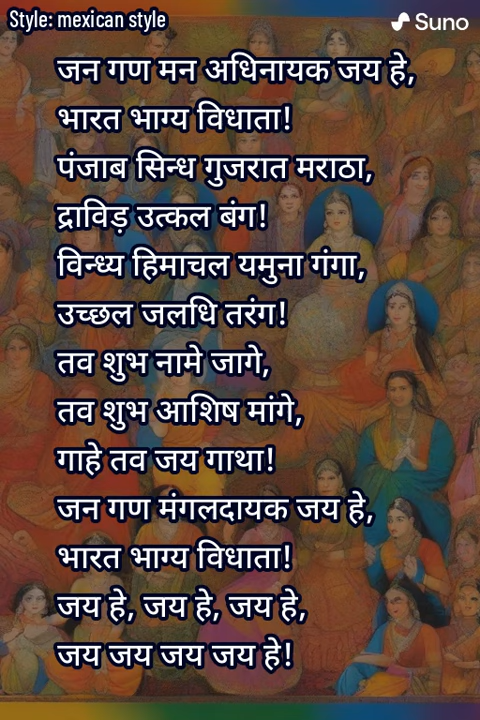 Style: mexican style
Suno
जन गण मन अधिनायक जय हे,
भारत भाग्य विधाता!
पंजाब सिन्ध गुजरात मराठा,
द्राविड़ उत्कल बंग!
विन्ध्य हिमाचल यमुना गंगा,
उच्छल जलधि तरंग!
तव शुभ नामे जागे,
तव शुभ आशिष मांगे,
गाहे तव जय गाथा!
जन गण मंगलदायक जय हे,
भारत भाग्य विधाता!
जय हे, जय हे, जय हे,
जय जय जय जय हे!